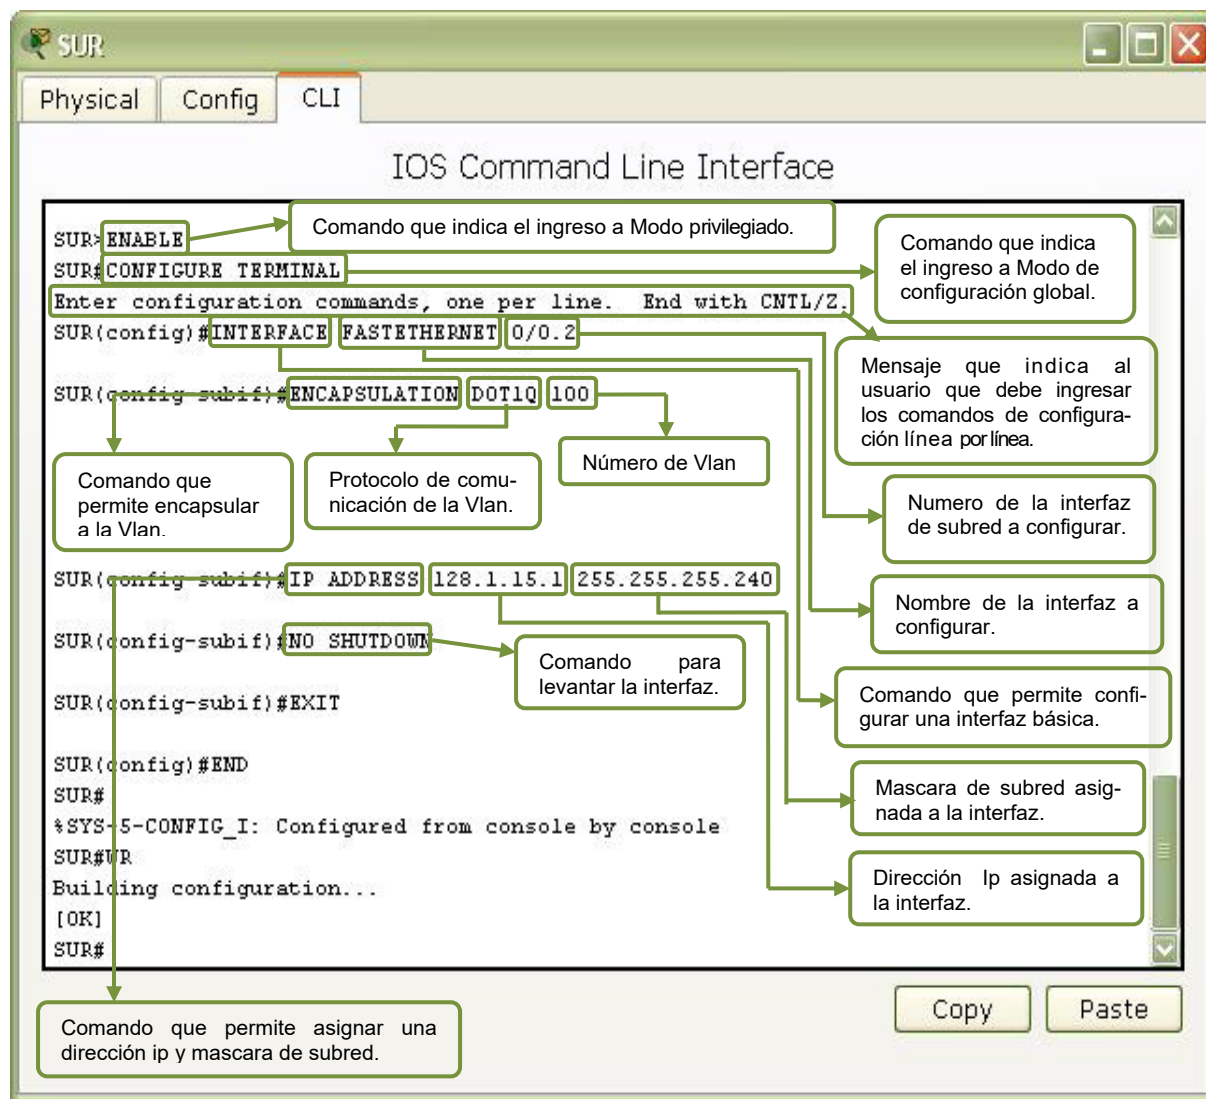 SUR
Physical Config CLI
IOS Command Line Interface
SUR>ENABLE
Comando que indica el ingreso a Modo privilegiado.
SUR#CONFIGURE TERMINAL
Comando que indica
el ingreso a Modo de
configuración global.
Enter configuration commands, one per line.  End with CNTL/Z.
SUR(config)#INTERFACE FASTETHERNET 0/0.2
Mensaje que indica al
usuario que debe ingresar
los comandos de configura-
ción línea por línea.
SUR(config-subif)#ENCAPSULATION DOT1Q 100
Comando que
permite encapsular
a la Vlan.
Protocolo de comu-
nicación de la Vlan.
Número de Vlan
Numero de la interfaz
de subred a configurar.
SUR(config-subif)#IP ADDRESS 128.1.15.1 255.255.255.240
Nombre de la interfaz a
configurar.
SUR(config-subif)#NO SHUTDOWN
Comando para
levantar la interfaz.
Comando que permite confi-
gurar una interfaz básica.
SUR(config-subif)#EXIT
SUR(config)#END
SUR#
Mascara de subred asig-
nada a la interfaz.
%SYS-5-CONFIG_I: Configured from console by console
SUR#WR
Building configuration...
Dirección Ip asignada a
la interfaz.
[OK]
SUR#
Copy Paste
Comando que permite asignar una
dirección ip y mascara de subred.